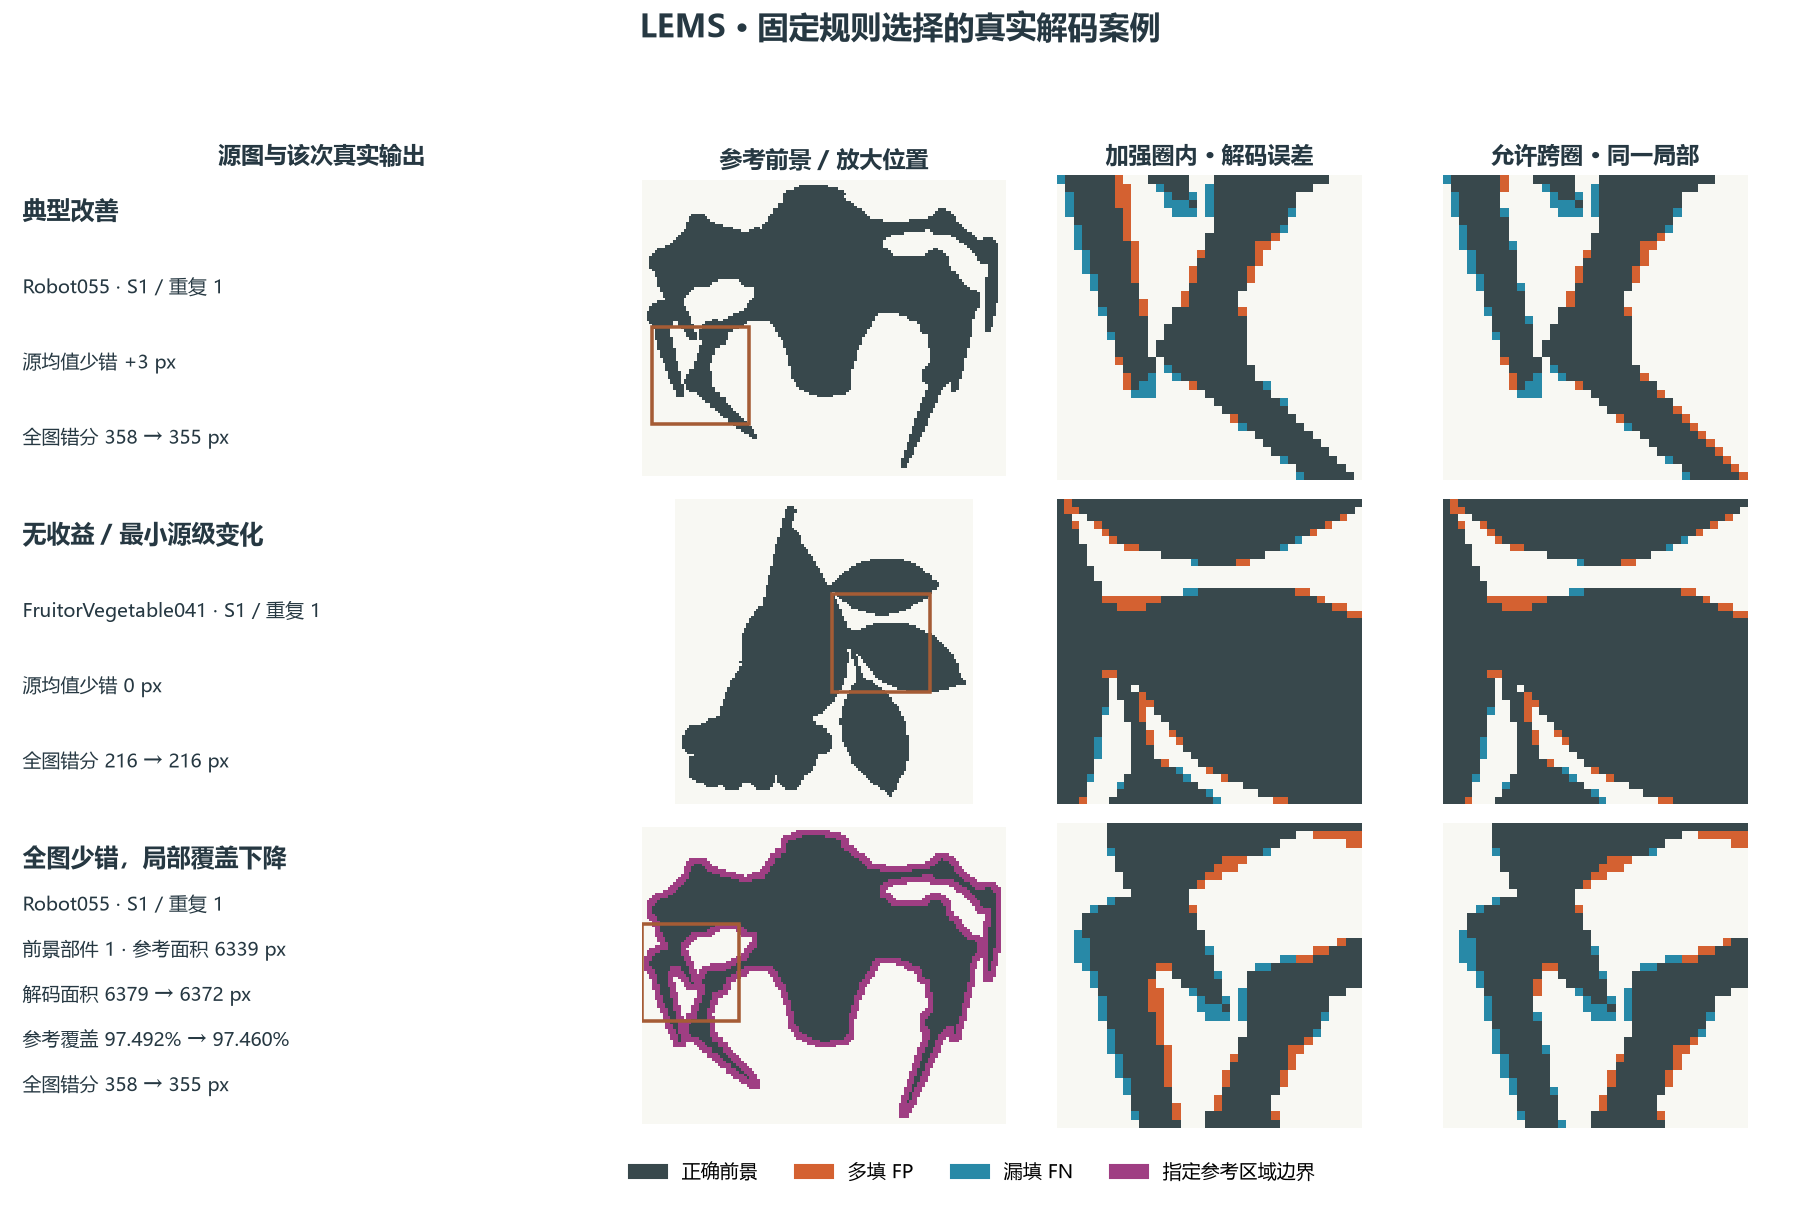 LEMS • 固定规则选择的真实解码案例
源图与该次真实输出
参考前景 / 放大位置
加强圈内 • 解码误差
允许跨圈 • 同一局部
典型改善
Robot055 · S1 / 重复 1
源均值少错 +3 px
全图错分 358 → 355 px
无收益 / 最小源级变化
FruitorVegetable041 · S1 / 重复 1
源均值少错 0 px
全图错分 216 → 216 px
全图少错，局部覆盖下降
Robot055 · S1 / 重复 1
前景部件 1 · 参考面积 6339 px
解码面积 6379 → 6372 px
参考覆盖 97.492% → 97.460%
全图错分 358 → 355 px
正确前景
多填 FP
漏填 FN
指定参考区域边界